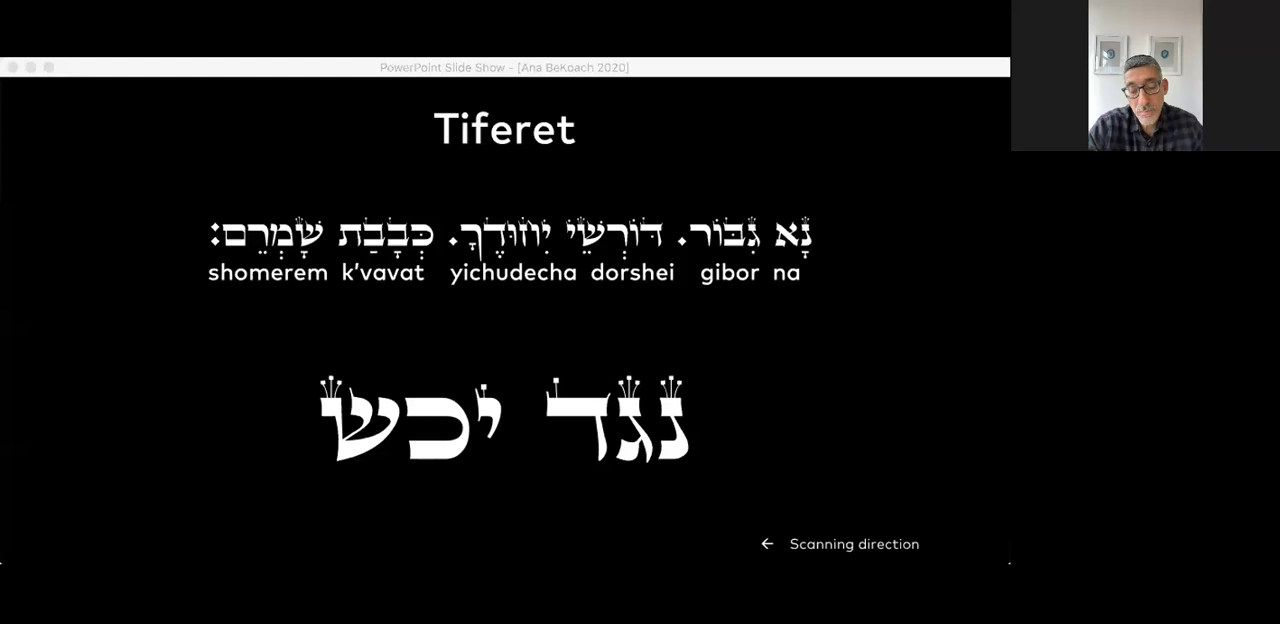 PowerPoint Slide Show - [Ana BeKoach 2020]
Tiferet
נָא גִּבּוֹר. דּוֹרְשֵׁי יִחוּדֶךָ. כְּבָבַת שָׁמְרֵם:
shomerem k'vavat yichudecha dorshei gibor na
נגד יכש
← Scanning direction